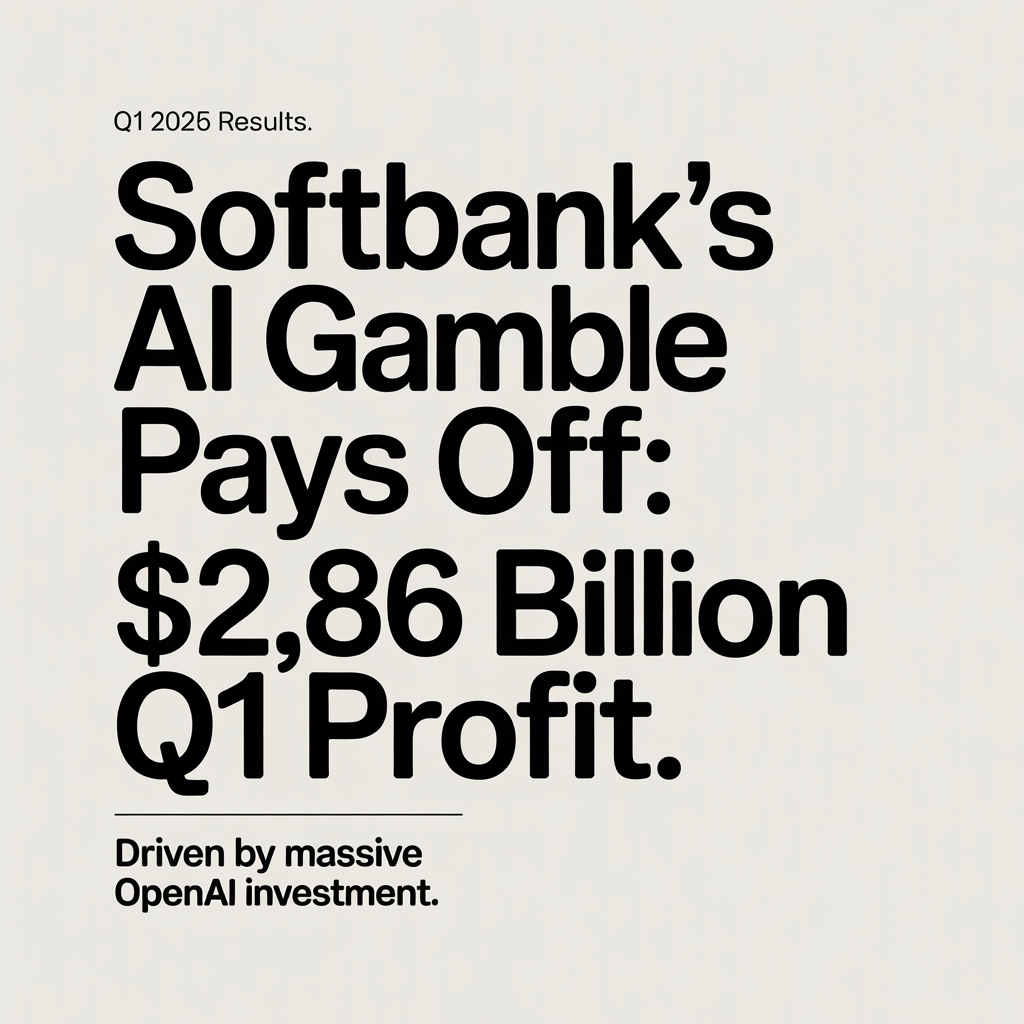 Q1 2025 Results.
Softbank’s
AI Gamble
Pays Off:
$2,86 Billion
Q1 Profit.
Driven by massive
OpenAI investment.